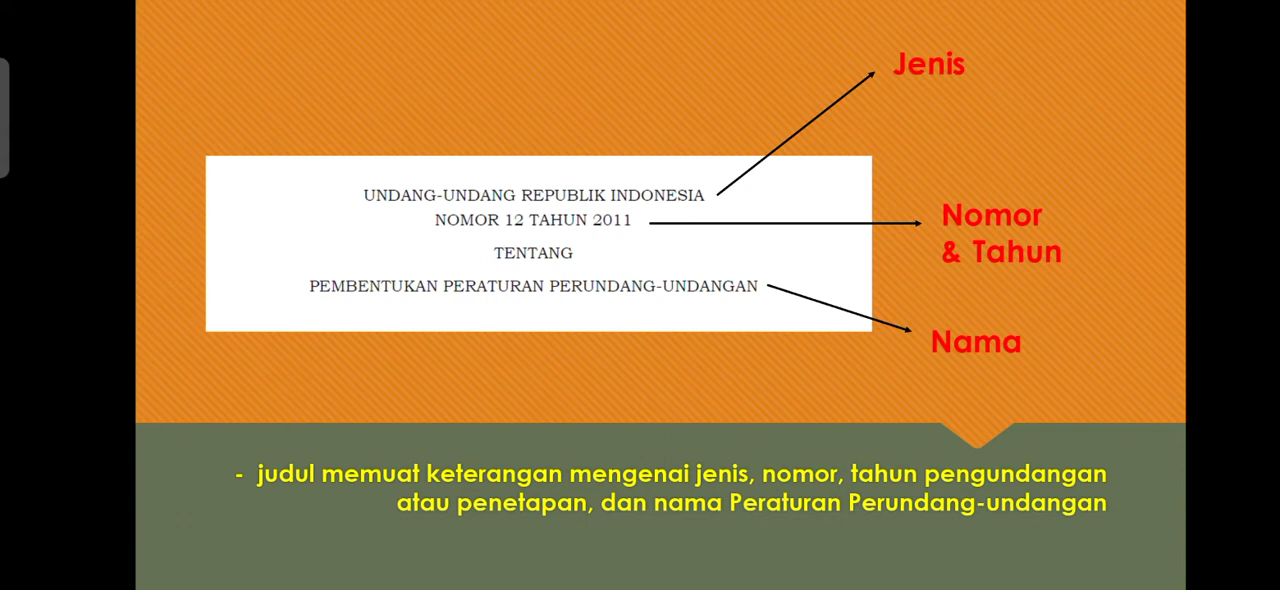 Jenis
UNDANG-UNDANG REPUBLIK INDONESIA
NOMOR 12 TAHUN 2011
Nomor
& Tahun
TENTANG
PEMBENTUKAN PERATURAN PERUNDANG-UNDANGAN
Nama
- judul memuat keterangan mengenai jenis, nomor, tahun pengundangan
atau penetapan, dan nama Peraturan Perundang-undangan